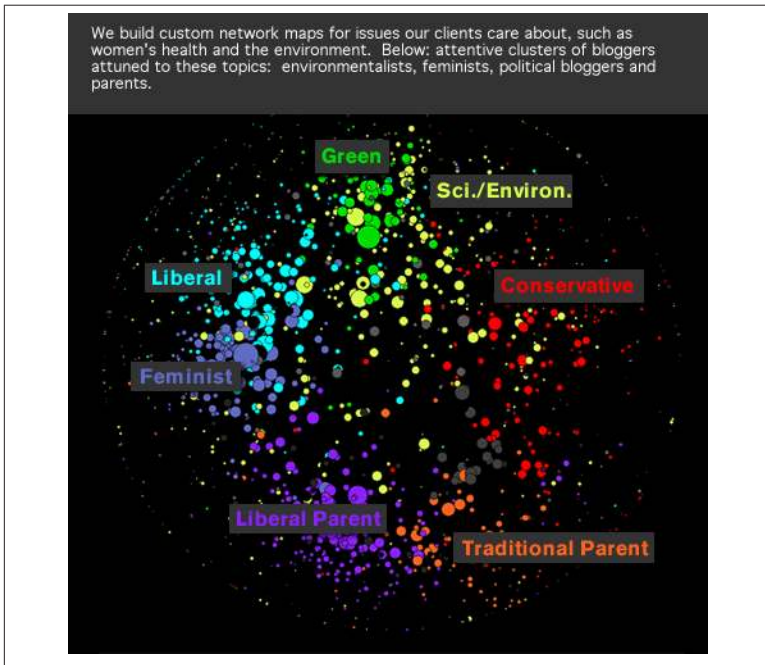 We build custom network maps for issues our clients care about, such as
women's health and the environment.  Below: attentive clusters of bloggers
attuned to these topics:  environmentalists, feminists, political bloggers and
parents.
Green
Sci./Environ.
Liberal
Conservative
Feminist
Liberal Parent
Traditional Parent